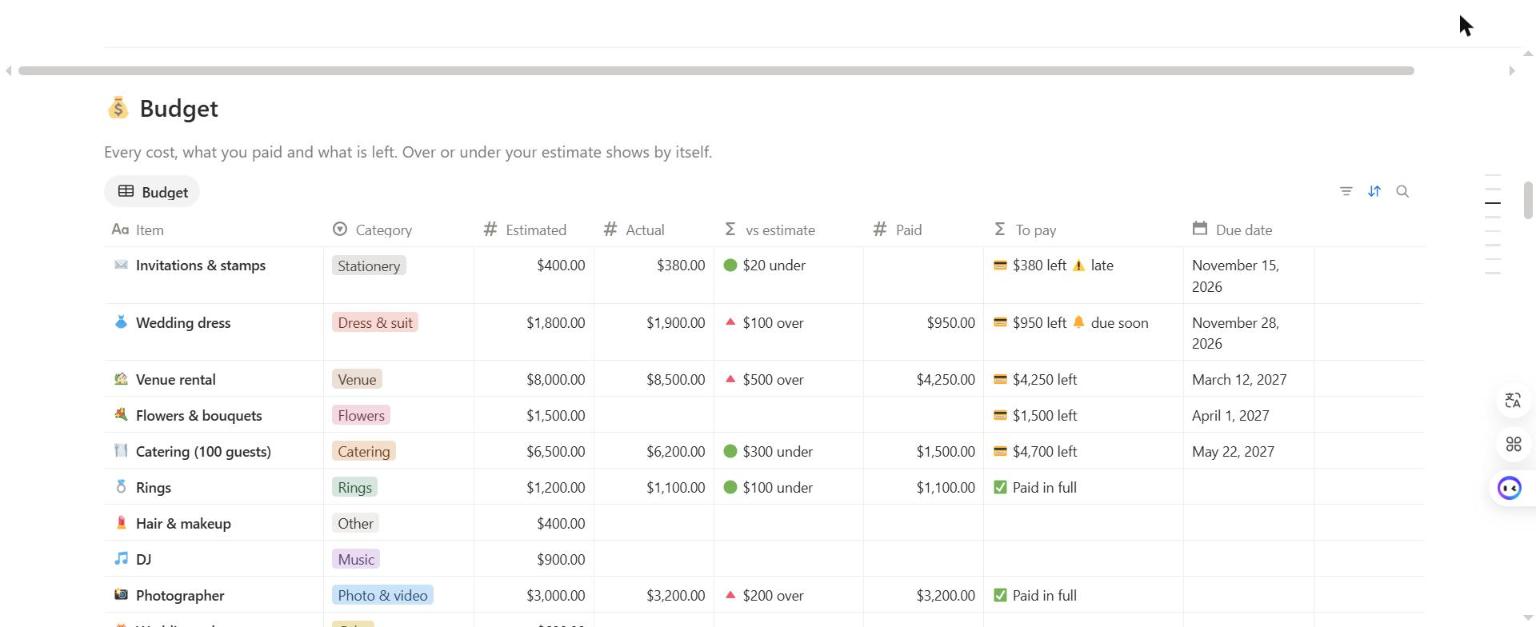 Budget
Every cost, what you paid and what is left. Over or under your estimate shows by itself.
Budget
Aa Item Category # Estimated # Actual Σ vs estimate # Paid Σ To pay Due date
Invitations & stamps Stationery $400.00 $380.00 $20 under $380 left ⚠️ late November 15,
2026
Wedding dress Dress & suit $1,800.00 $1,900.00 $100 over $950.00 $950 left due soon November 28,
2026
Venue rental Venue $8,000.00 $8,500.00 $500 over $4,250.00 $4,250 left March 12, 2027
Flowers & bouquets Flowers $1,500.00 $1,500 left April 1, 2027
Catering (100 guests) Catering $6,500.00 $6,200.00 $300 under $1,500.00 $4,700 left May 22, 2027
Rings Rings $1,200.00 $1,100.00 $100 under $1,100.00 Paid in full
Hair & makeup Other $400.00
DJ Music $900.00
Photographer Photo & video $3,000.00 $3,200.00 $200 over $3,200.00 Paid in full